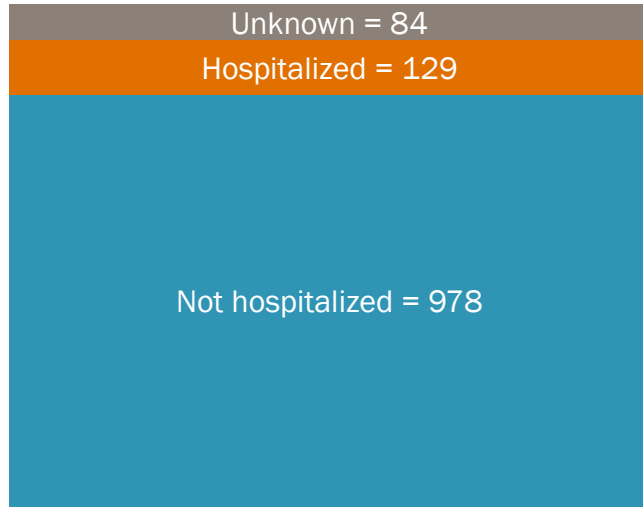 Unknown = 84
Hospitalized = 129
Not hospitalized = 978